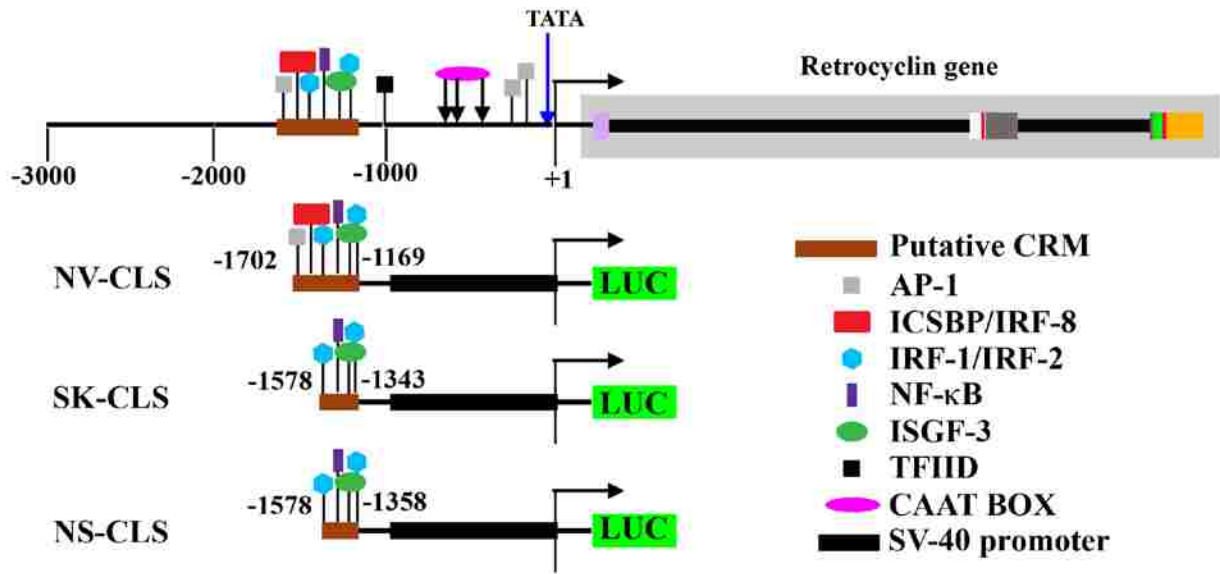 TATA
Retrocyclin gene
-3000
-2000
-1000
+1
-1702
-1169
NV-CLS
LUC
-1578
-1343
SK-CLS
LUC
-1578
-1358
NS-CLS
LUC
Putative CRM
AP-1
ICSBP/IRF-8
IRF-1/IRF-2
NF-κB
ISGF-3
TFIID
CAAT BOX
SV-40 promoter